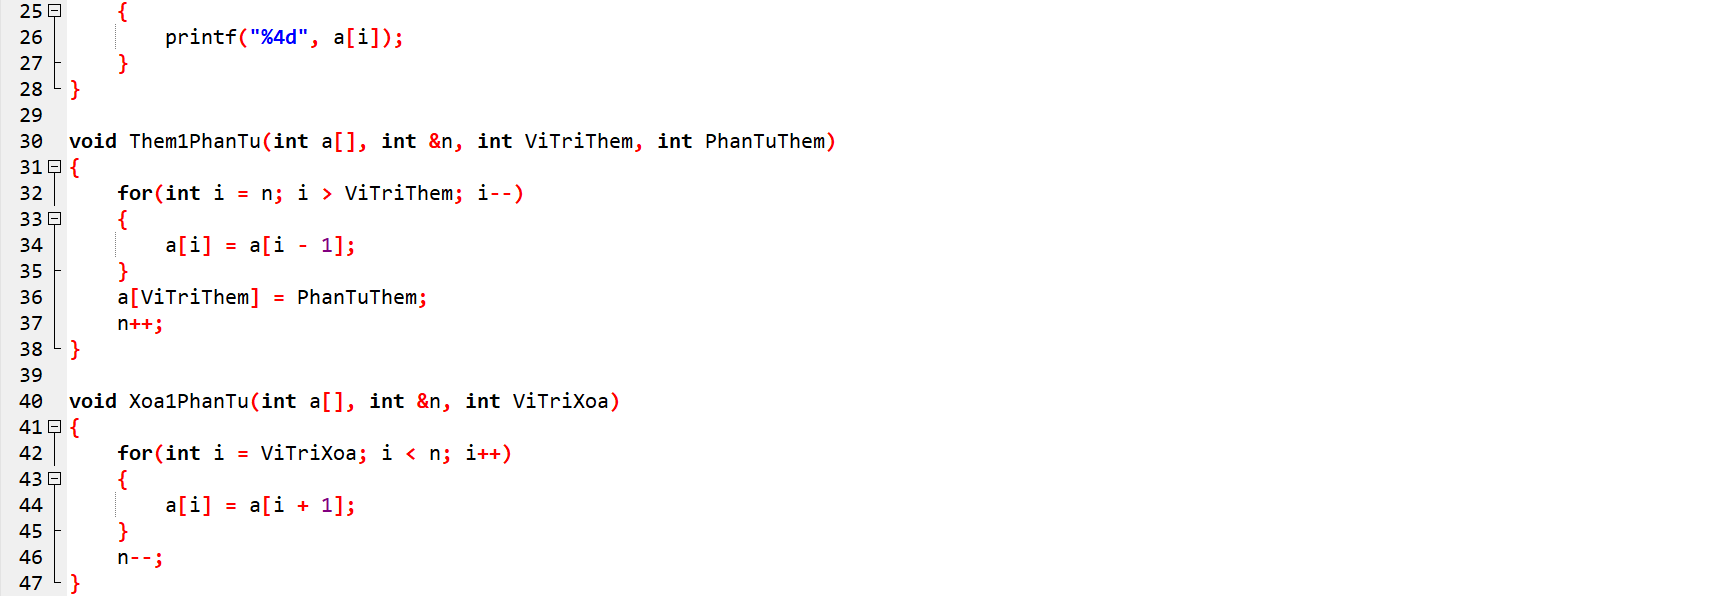 25 {
26 printf("%4d", a[i]);
27 }
28 }
29
30 void Them1PhanTu(int a[], int &n, int ViTriThem, int PhanTuThem)
31 {
32 for(int i = n; i > ViTriThem; i--)
33 {
34 a[i] = a[i - 1];
35 }
36 a[ViTriThem] = PhanTuThem;
37 n++;
38 }
39
40 void Xoa1PhanTu(int a[], int &n, int ViTriXoa)
41 {
42 for(int i = ViTriXoa; i < n; i++)
43 {
44 a[i] = a[i + 1];
45 }
46 n--;
47 }